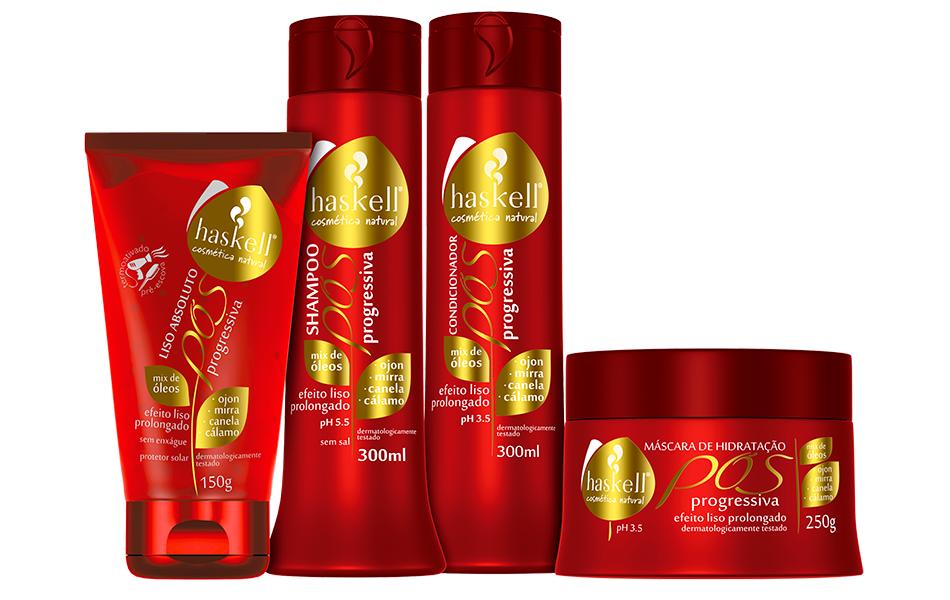 haskell®
cosmética natural
termoativado
pré-escova
LISO ABSOLUTO
pós
progressiva
mix de
óleos
· ojon
· mirra
· canela
· cálamo
efeito liso
prolongado
sem enxágue
protetor solar
dermatologicamente
testado
150g
haskell®
cosmética natural
SHAMPOO
pós
progressiva
mix de
óleos
· ojon
· mirra
· canela
· cálamo
efeito liso
prolongado
pH 5.5
sem sal
dermatologicamente
testado
300ml
haskell®
cosmética natural
CONDICIONADOR
pós
progressiva
mix de
óleos
· ojon
· mirra
· canela
· cálamo
efeito liso
prolongado
pH 3.5
dermatologicamente
testado
300ml
haskell®
cosmética natural
pH 3.5
MÁSCARA DE HIDRATAÇÃO
pós
progressiva
efeito liso prolongado
dermatologicamente testado
mix de
óleos
· ojon
· mirra
· canela
· cálamo
250g